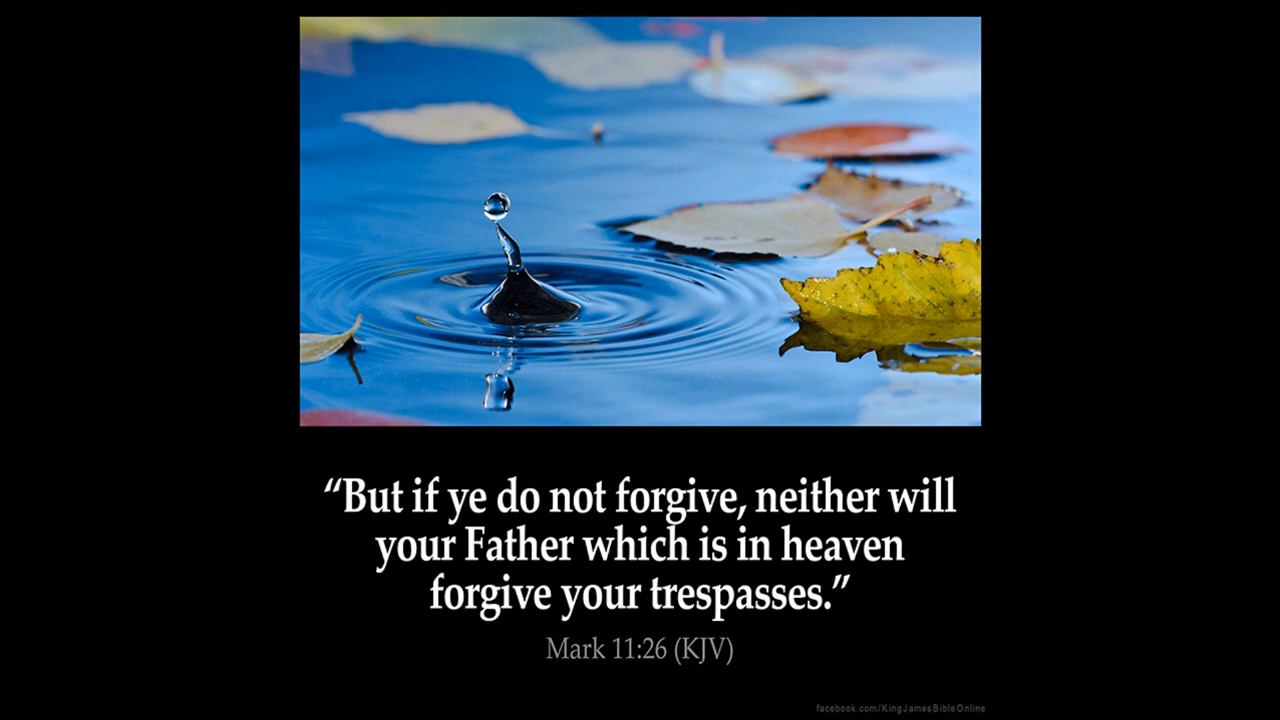 “But if ye do not forgive, neither will
your Father which is in heaven
forgive your trespasses.”
Mark 11:26 (KJV)
facebook.com/KingJamesBibleOnline